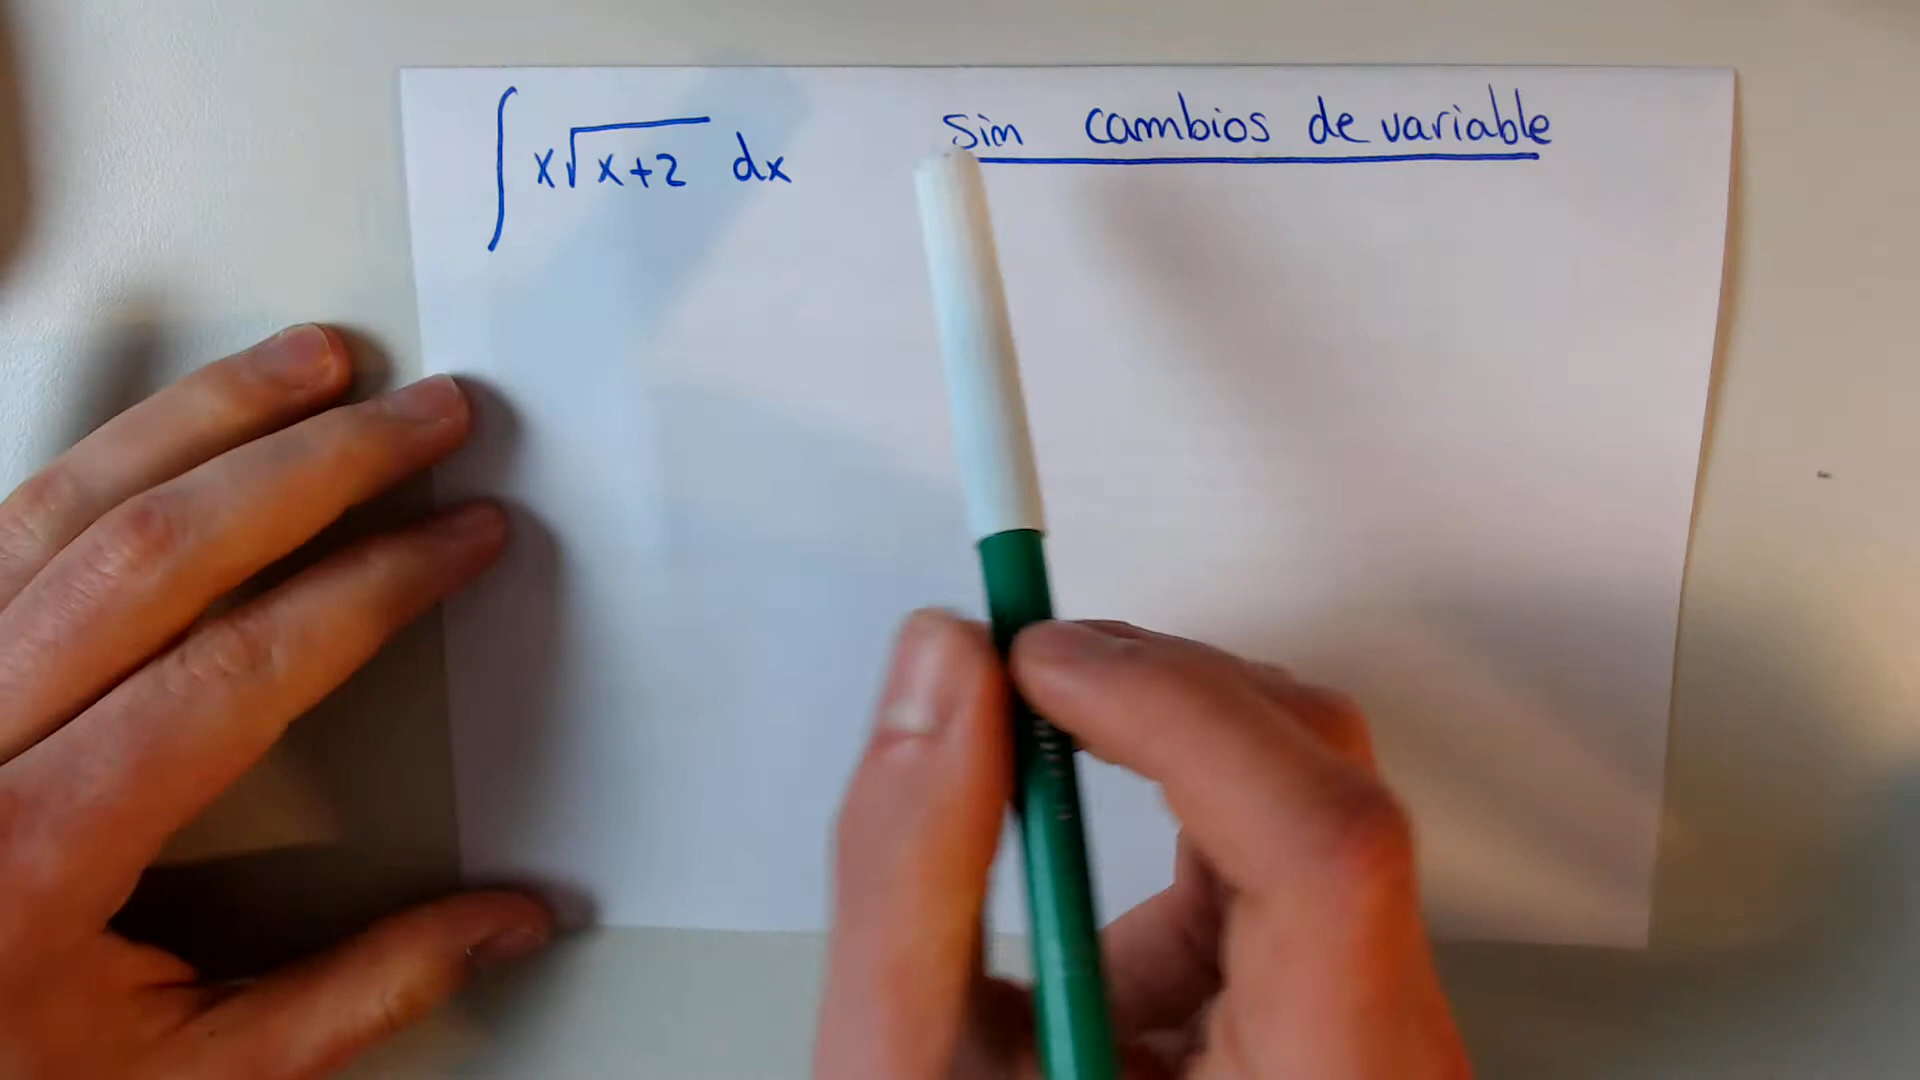 ∫ x√(x+2) dx sin cambios de variable